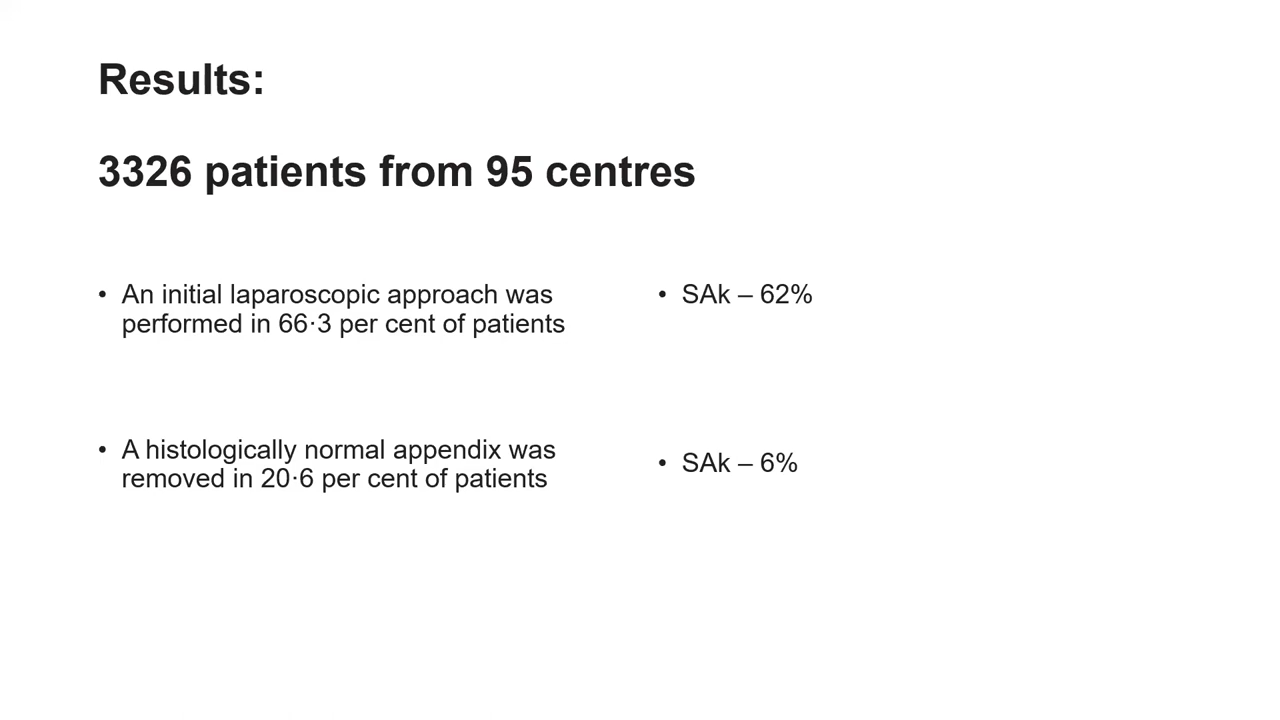 Results:
3326 patients from 95 centres
• An initial laparoscopic approach was
performed in 66·3 per cent of patients
• SAk – 62%
• A histologically normal appendix was
removed in 20·6 per cent of patients
• SAk – 6%